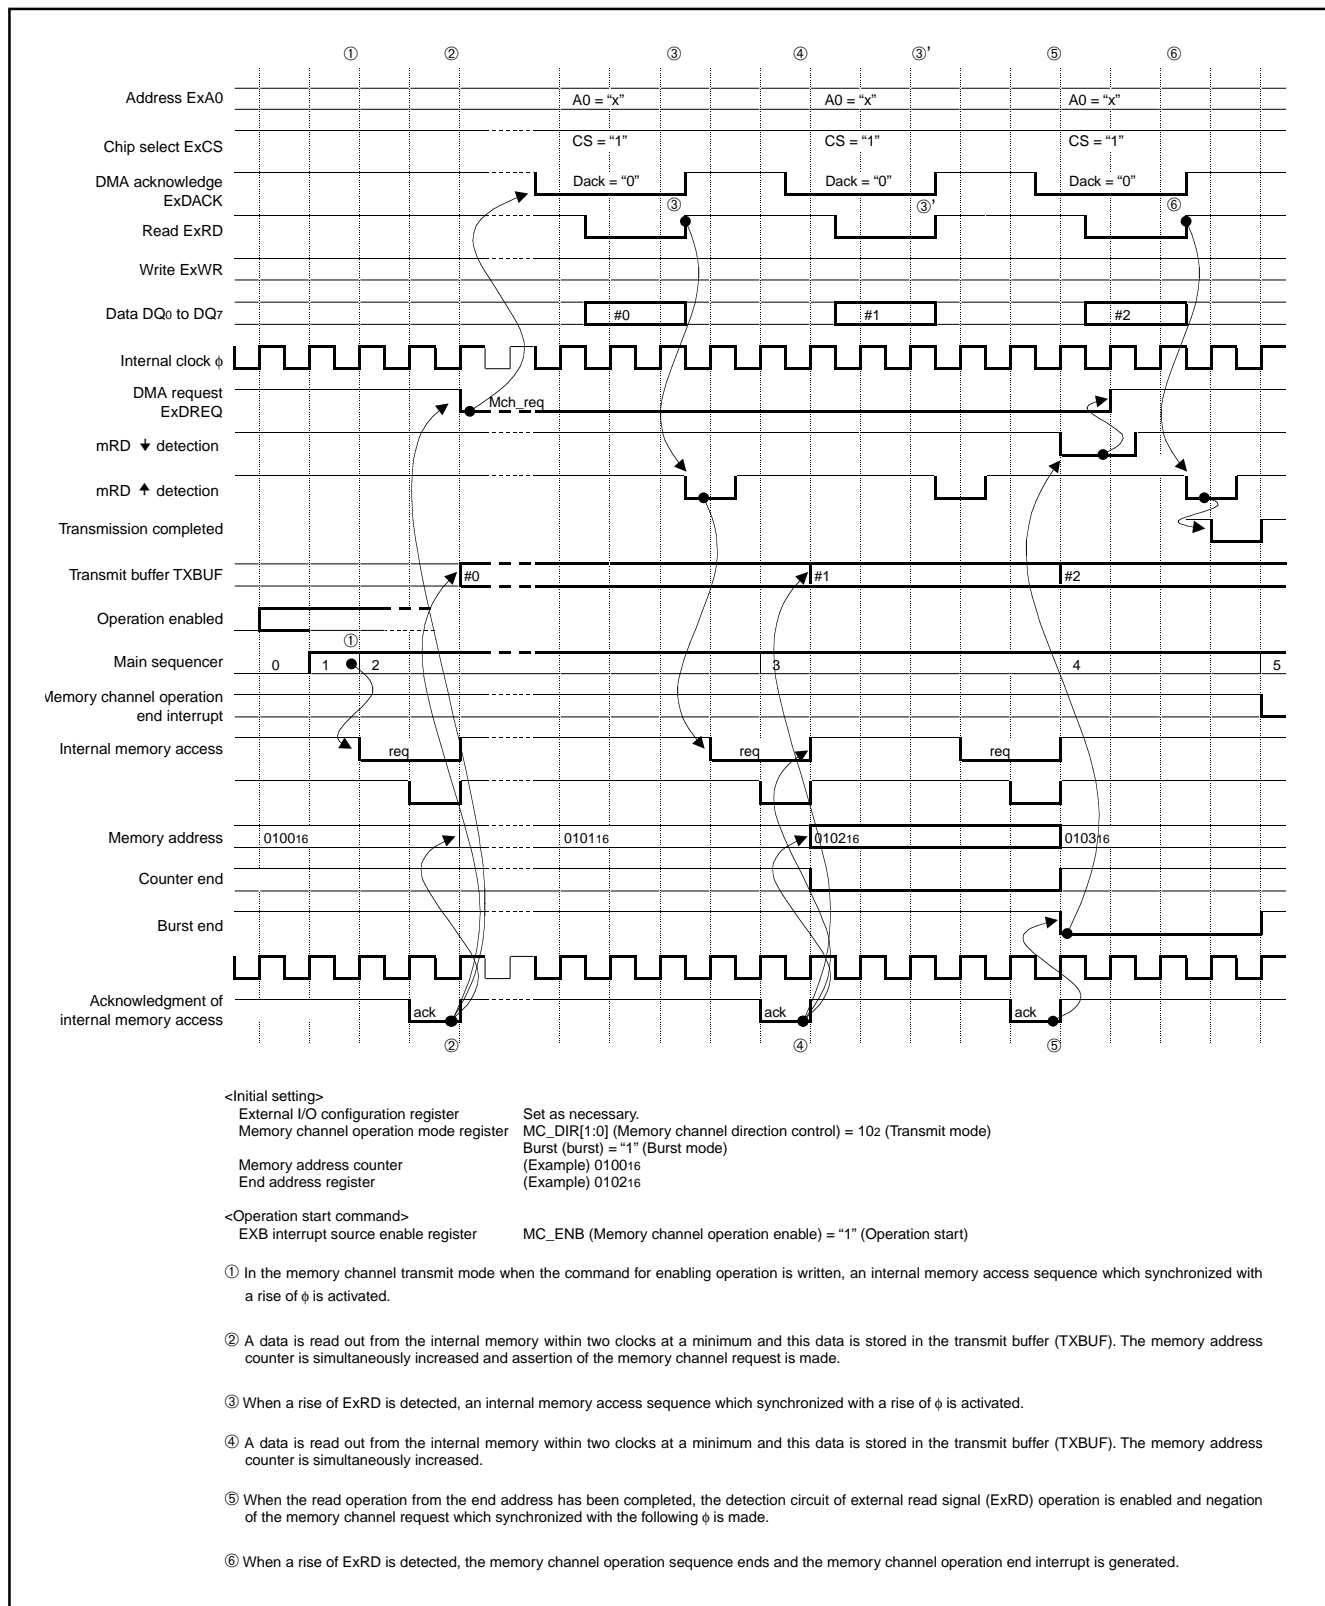 ① ② ③ ④ ③’ ⑤ ⑥
Address ExA0 A0 = “x” A0 = “x” A0 = “x”
Chip select ExCS CS = “1” CS = “1” CS = “1”
DMA acknowledge
ExDACK Dack = “0” Dack = “0” Dack = “0”
③ ③’ ⑥
Read ExRD
Write ExWR
Data DQ0 to DQ7 #0 #1 #2
Internal clock ϕ
DMA request
ExDREQ Mch_req
mRD detection
mRD detection
Transmission completed
Transmit buffer TXBUF #0 #1 #2
Operation enabled
①
Main sequencer 0 1 2 3 4 5
Memory channel operation
end interrupt
Internal memory access req req req
Memory address 010016 010116 010216 010316
Counter end
Burst end
Acknowledgment of
internal memory access ack ack ack
② ④ ⑤
<Initial setting>
External I/O configuration register Set as necessary.
Memory channel operation mode register MC_DIR[1:0] (Memory channel direction control) = 102 (Transmit mode)
Burst (burst) = “1” (Burst mode)
Memory address counter (Example) 010016
End address register (Example) 010216
<Operation start command>
EXB interrupt source enable register MC_ENB (Memory channel operation enable) = “1” (Operation start)
① In the memory channel transmit mode when the command for enabling operation is written, an internal memory access sequence which synchronized with
a rise of ϕ is activated.
② A data is read out from the internal memory within two clocks at a minimum and this data is stored in the transmit buffer (TXBUF). The memory address
counter is simultaneously increased and assertion of the memory channel request is made.
③ When a rise of ExRD is detected, an internal memory access sequence which synchronized with a rise of ϕ is activated.
④ A data is read out from the internal memory within two clocks at a minimum and this data is stored in the transmit buffer (TXBUF). The memory address
counter is simultaneously increased.
⑤ When the read operation from the end address has been completed, the detection circuit of external read signal (ExRD) operation is enabled and negation
of the memory channel request which synchronized with the following ϕ is made.
⑥ When a rise of ExRD is detected, the memory channel operation sequence ends and the memory channel operation end interrupt is generated.